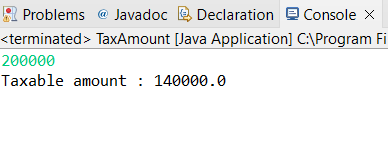 Problems @ Javadoc Declaration Console
<terminated> TaxAmount [Java Application] C:\Program Fi
200000
Taxable amount : 140000.0